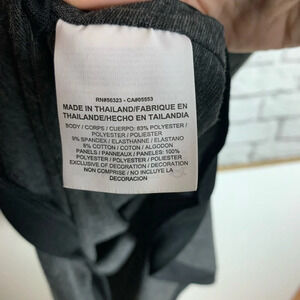 RN#56323 - CA#05553
MADE IN THAILAND/FABRIQUE EN
THAILANDE/HECHO EN TAILANDIA
BODY / CORPS / CUERPO: 83% POLYESTER /
POLYESTER / POLIESTER
9% SPANDEX / ELASTHANNE / ELASTANO
8% COTTON / COTON / ALGODON
PANELS / PANNEAUX / PANELES: 100%
POLYESTER / POLYESTER / POLIESTER
EXCLUSIVE OF DECORATION / DECORATION
NON COMPRISE / NO INCLUYE LA
DECORACION